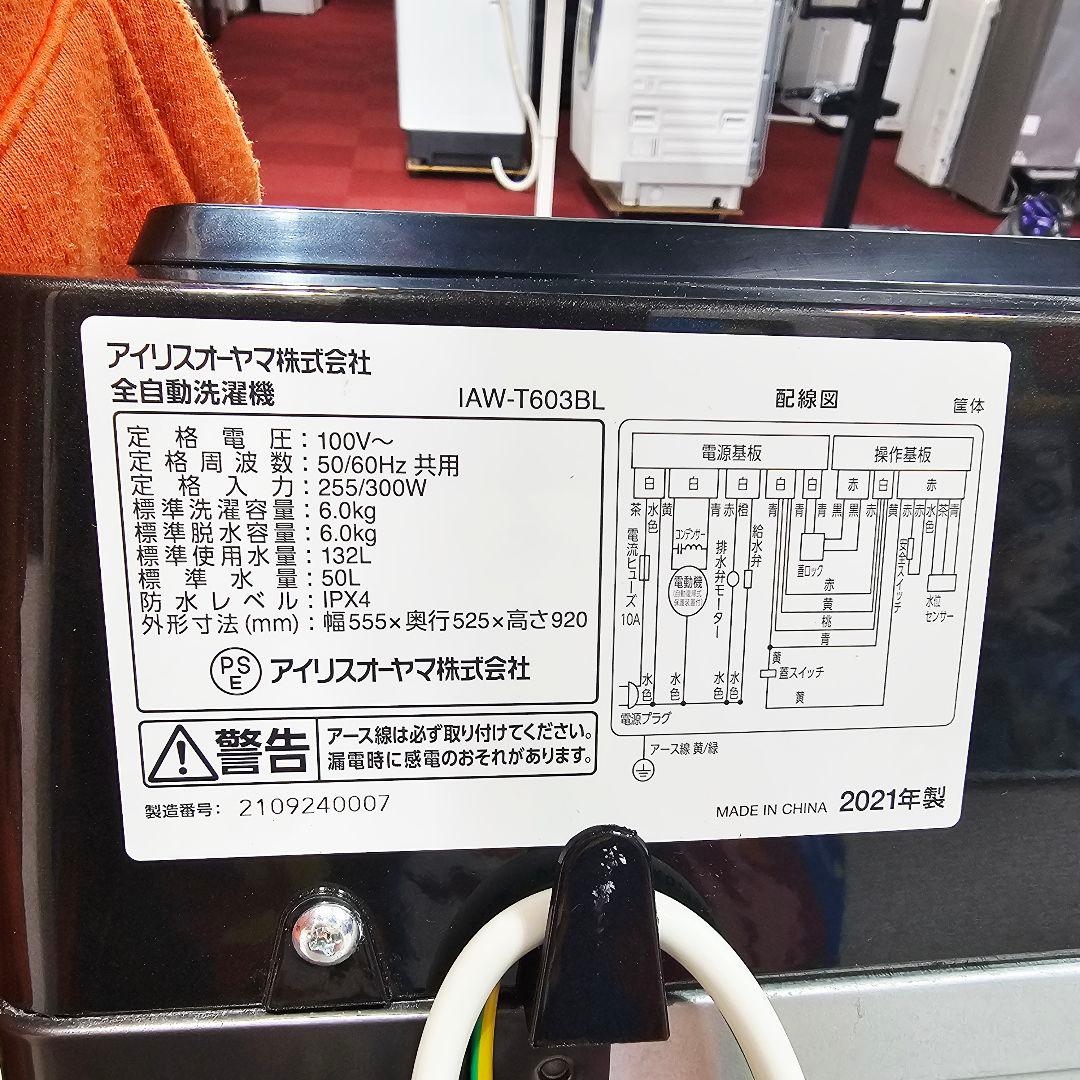 アイリスオーヤマ株式会社
全自動洗濯機 IAW-T603BL
定格電圧：100V～
定格周波数：50/60Hz 共用
定格入力：255/300W
標準洗濯容量：6.0kg
標準脱水容量：6.0kg
標準使用水量：132L
標準水量：50L
防水レベル：IPX4
外形寸法(mm)：幅555×奥行525×高さ920
PSE アイリスオーヤマ株式会社
警告
アース線は必ず取り付けてください。
漏電時に感電のおそれがあります。
製造番号： 2109240007
配線図
筐体
電源基板 操作基板
白 白 白 白 白 赤 白 赤
茶 水色 黄 青 赤 橙 青 青 青 黒 黒 赤 黄 赤 赤 水色 茶 青
電流ヒューズ
10A
コンデンサー
電動機
(自動復帰式
保護装置付)
排水弁モーター
給水弁
蓋ロック
安全スイッチ
水位
センサー
赤
黄
桃
青
黄
蓋スイッチ
黄
水色 水色 水色 水色
電源プラグ
アース線 黄/緑
MADE IN CHINA 2021年製